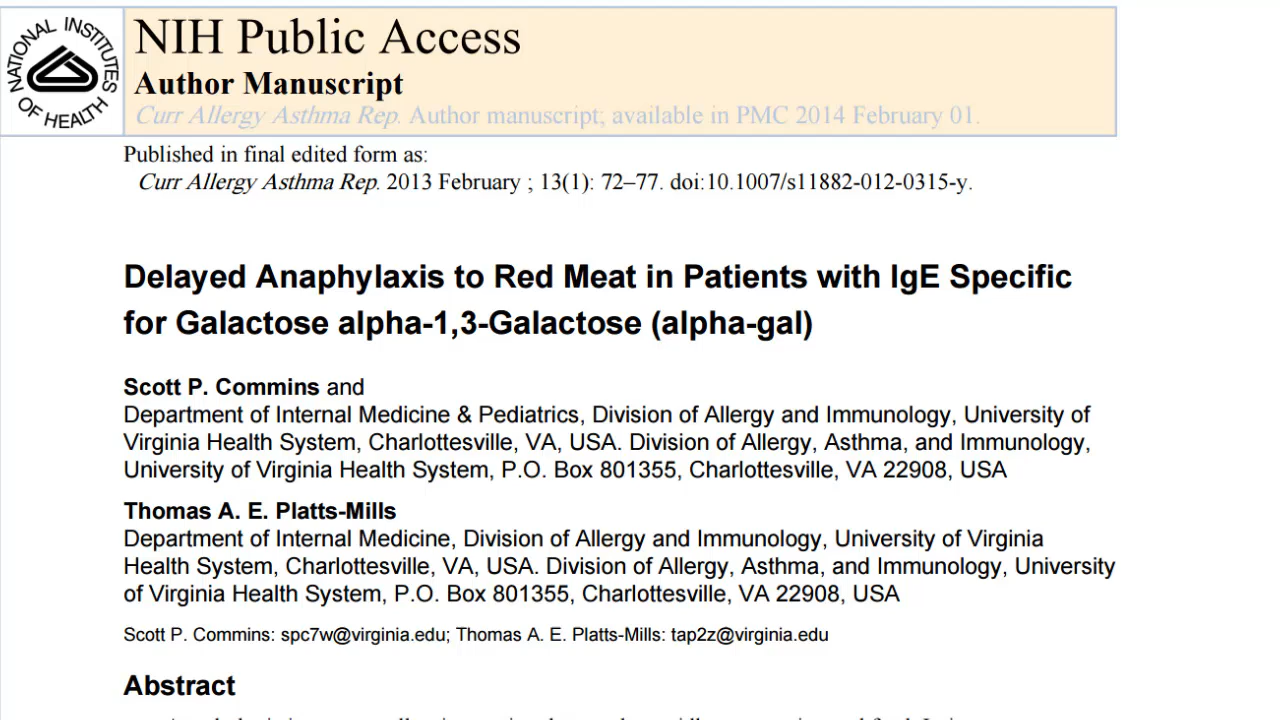 NATIONAL INSTITUTES
OF HEALTH
NIH Public Access
Author Manuscript
Curr Allergy Asthma Rep. Author manuscript; available in PMC 2014 February 01.
Published in final edited form as:
Curr Allergy Asthma Rep. 2013 February ; 13(1): 72–77. doi:10.1007/s11882-012-0315-y.
Delayed Anaphylaxis to Red Meat in Patients with IgE Specific
for Galactose alpha-1,3-Galactose (alpha-gal)
Scott P. Commins and
Department of Internal Medicine & Pediatrics, Division of Allergy and Immunology, University of
Virginia Health System, Charlottesville, VA, USA. Division of Allergy, Asthma, and Immunology,
University of Virginia Health System, P.O. Box 801355, Charlottesville, VA 22908, USA
Thomas A. E. Platts-Mills
Department of Internal Medicine, Division of Allergy and Immunology, University of Virginia
Health System, Charlottesville, VA, USA. Division of Allergy, Asthma, and Immunology, University
of Virginia Health System, P.O. Box 801355, Charlottesville, VA 22908, USA
Scott P. Commins: spc7w@virginia.edu; Thomas A. E. Platts-Mills: tap2z@virginia.edu
Abstract